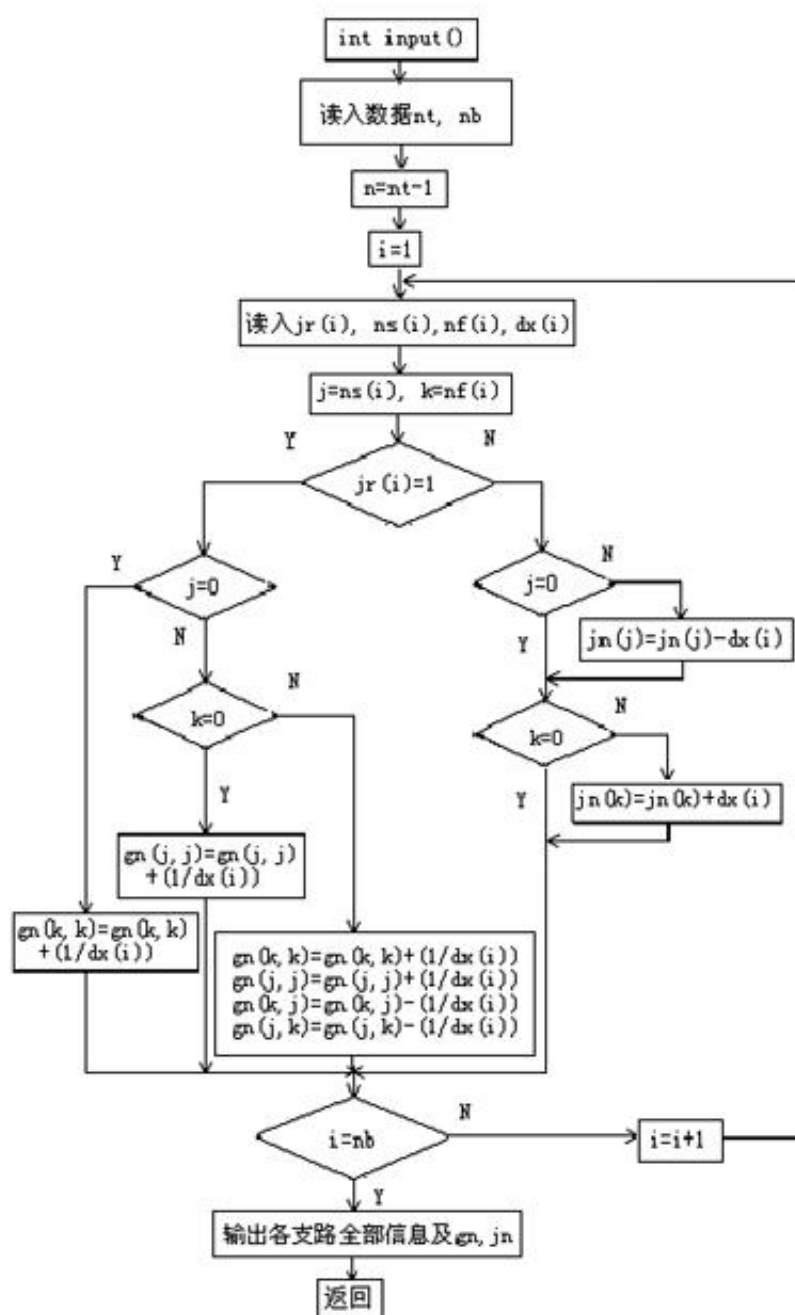 int input()
读入数据nt, nb
n=nt-1
i=1
读入jr(i), ns(i),nf(i),dx(i)
j=ns(i), k=nf(i)
Y
N
jr(i)=1
Y
j=0
N
j=0
N
jn(j)=jn(j)-dx(i)
Y
N
k=0
N
k=0
Y
jn(k)=jn(k)+dx(i)
Y
gn(j,j)=gn(j,j)
+(1/dx(i))
gn(k,k)=gn(k,k)
+(1/dx(i))
gn(k,k)=gn(k,k)+(1/dx(i))
gn(j,j)=gn(j,j)+(1/dx(i))
gn(k,j)=gn(k,j)-(1/dx(i))
gn(j,k)=gn(j,k)-(1/dx(i))
i=nb
N
i=i+1
Y
输出各支路全部信息及gn,jn
返回